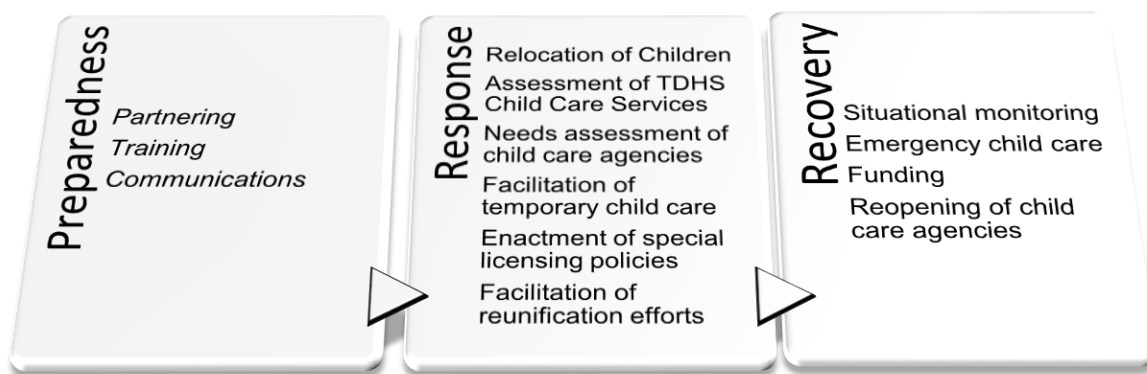 Preparedness
Partnering
Training
Communications
Response
Relocation of Children
Assessment of TDHS
Child Care Services
Needs assessment of
child care agencies
Facilitation of
temporary child care
Enactment of special
licensing policies
Facilitation of
reunification efforts
Recovery
Situational monitoring
Emergency child care
Funding
Reopening of child
care agencies